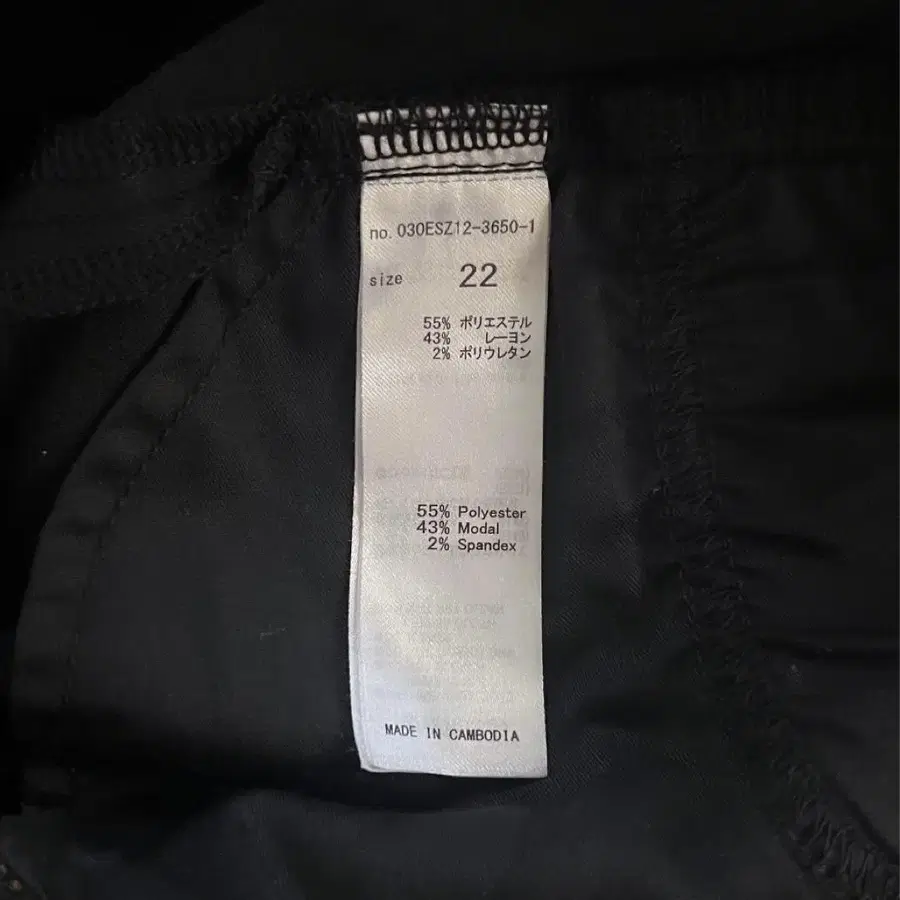 no. 030ESZ12-3650-1
size 22
55% ポリエステル
43% レーヨン
2% ポリウレタン
55% Polyester
43% Modal
2% Spandex
MADE IN CAMBODIA